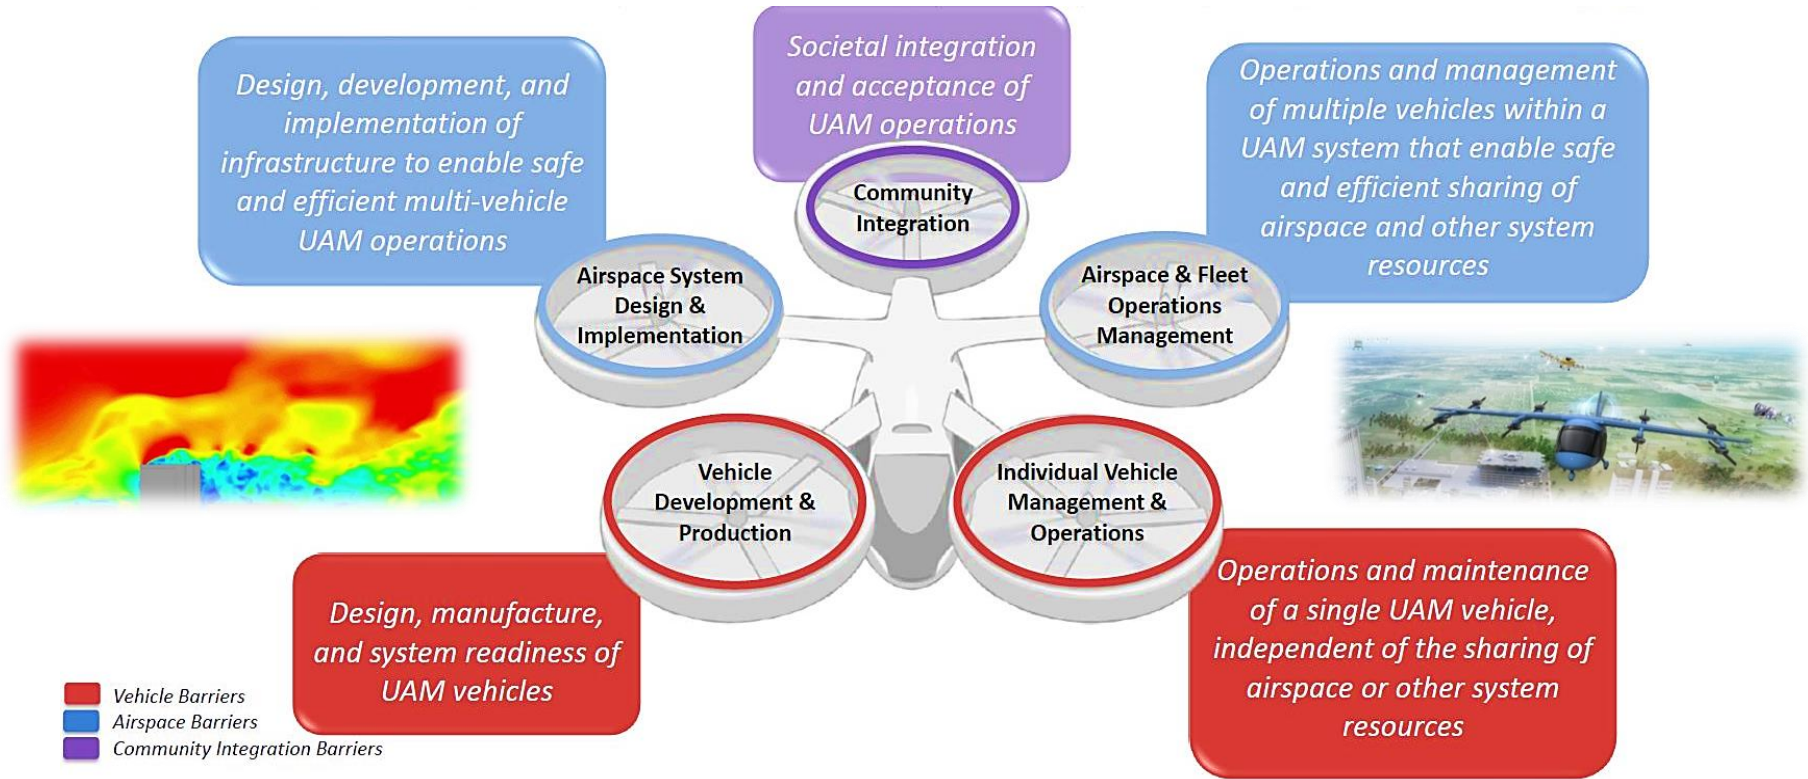 Design, development, and
implementation of
infrastructure to enable safe
and efficient multi-vehicle
UAM operations
Societal integration
and acceptance of
UAM operations
Operations and management
of multiple vehicles within a
UAM system that enable safe
and efficient sharing of
airspace and other system
resources
Community
Integration
Airspace System
Design &
Implementation
Airspace & Fleet
Operations
Management
Vehicle
Development &
Production
Individual Vehicle
Management &
Operations
Design, manufacture,
and system readiness of
UAM vehicles
Operations and maintenance
of a single UAM vehicle,
independent of the sharing of
airspace or other system
resources
Vehicle Barriers
Airspace Barriers
Community Integration Barriers